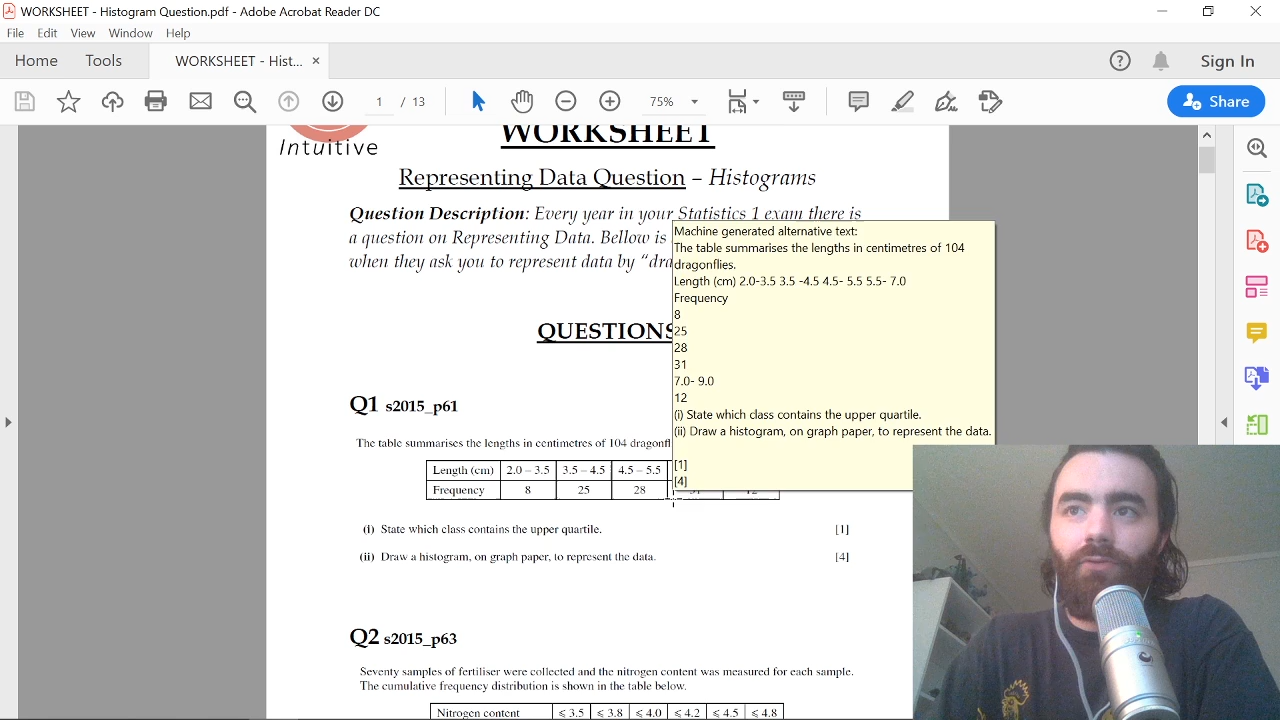 WORKSHEET - Histogram Question.pdf - Adobe Acrobat Reader DC
File Edit View Window Help
Home Tools WORKSHEET - Hist... × Sign In
1 / 13 75% Share
Intuitive
WORKSHEET
Representing Data Question – Histograms
Question Description: Every year in your Statistics 1 exam there is
a question on Representing Data. Bellow is
when they ask you to represent data by "dra
Machine generated alternative text:
The table summarises the lengths in centimetres of 104
dragonflies.
Length (cm) 2.0-3.5 3.5 -4.5 4.5- 5.5 5.5- 7.0
Frequency
8
25
28
31
7.0- 9.0
12
(i) State which class contains the upper quartile.
(ii) Draw a histogram, on graph paper, to represent the data.
[1]
[4]
QUESTIONS
Q1 s2015_p61
The table summarises the lengths in centimetres of 104 dragonfl
Length (cm) 2.0 – 3.5 3.5 – 4.5 4.5 – 5.5
Frequency 8 25 28 31 12
(i) State which class contains the upper quartile. [1]
(ii) Draw a histogram, on graph paper, to represent the data. [4]
Q2 s2015_p63
Seventy samples of fertiliser were collected and the nitrogen content was measured for each sample.
The cumulative frequency distribution is shown in the table below.
Nitrogen content ⩽ 3.5 ⩽ 3.8 ⩽ 4.0 ⩽ 4.2 ⩽ 4.5 ⩽ 4.8